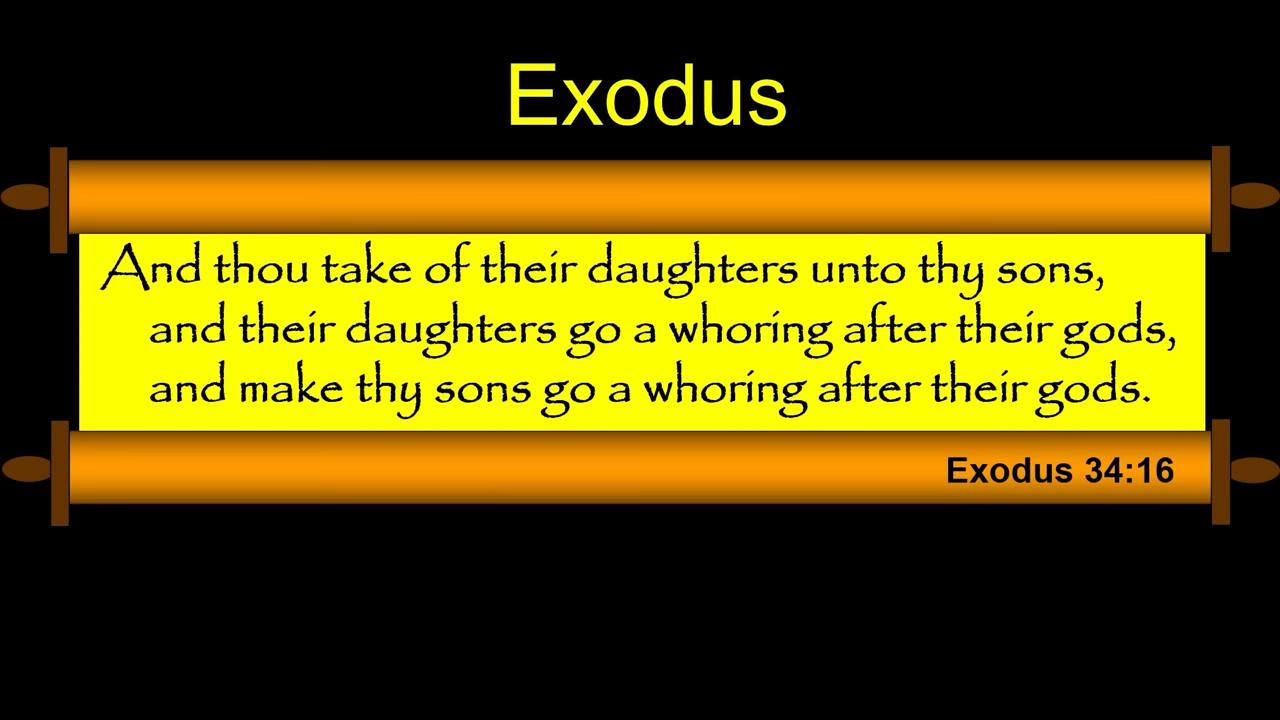 Exodus
And thou take of their daughters unto thy sons,
and their daughters go a whoring after their gods,
and make thy sons go a whoring after their gods.
Exodus 34:16